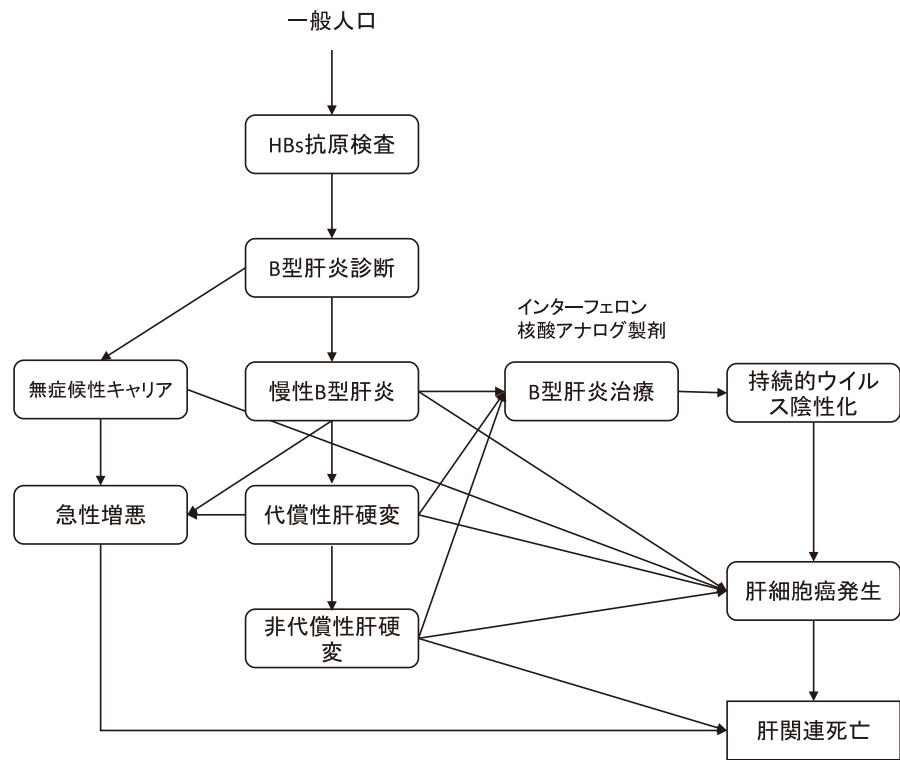 一般人口
HBs抗原検査
B型肝炎診断
インターフェロン
核酸アナログ製剤
無症候性キャリア
慢性B型肝炎
B型肝炎治療
持続的ウイル
ス陰性化
急性増悪
代償性肝硬変
肝細胞癌発生
非代償性肝硬
変
肝関連死亡